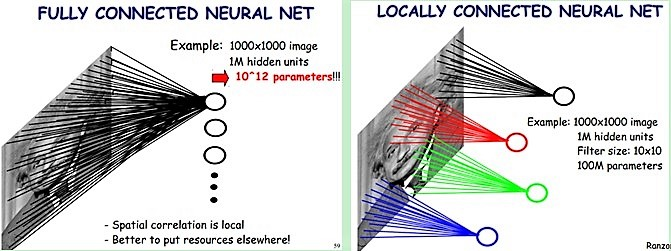 FULLY CONNECTED NEURAL NET
Example: 1000x1000 image
1M hidden units
10^12 parameters!!!
- Spatial correlation is local
- Better to put resources elsewhere!
59
LOCALLY CONNECTED NEURAL NET
Example: 1000x1000 image
1M hidden units
Filter size: 10x10
100M parameters
Ranzo